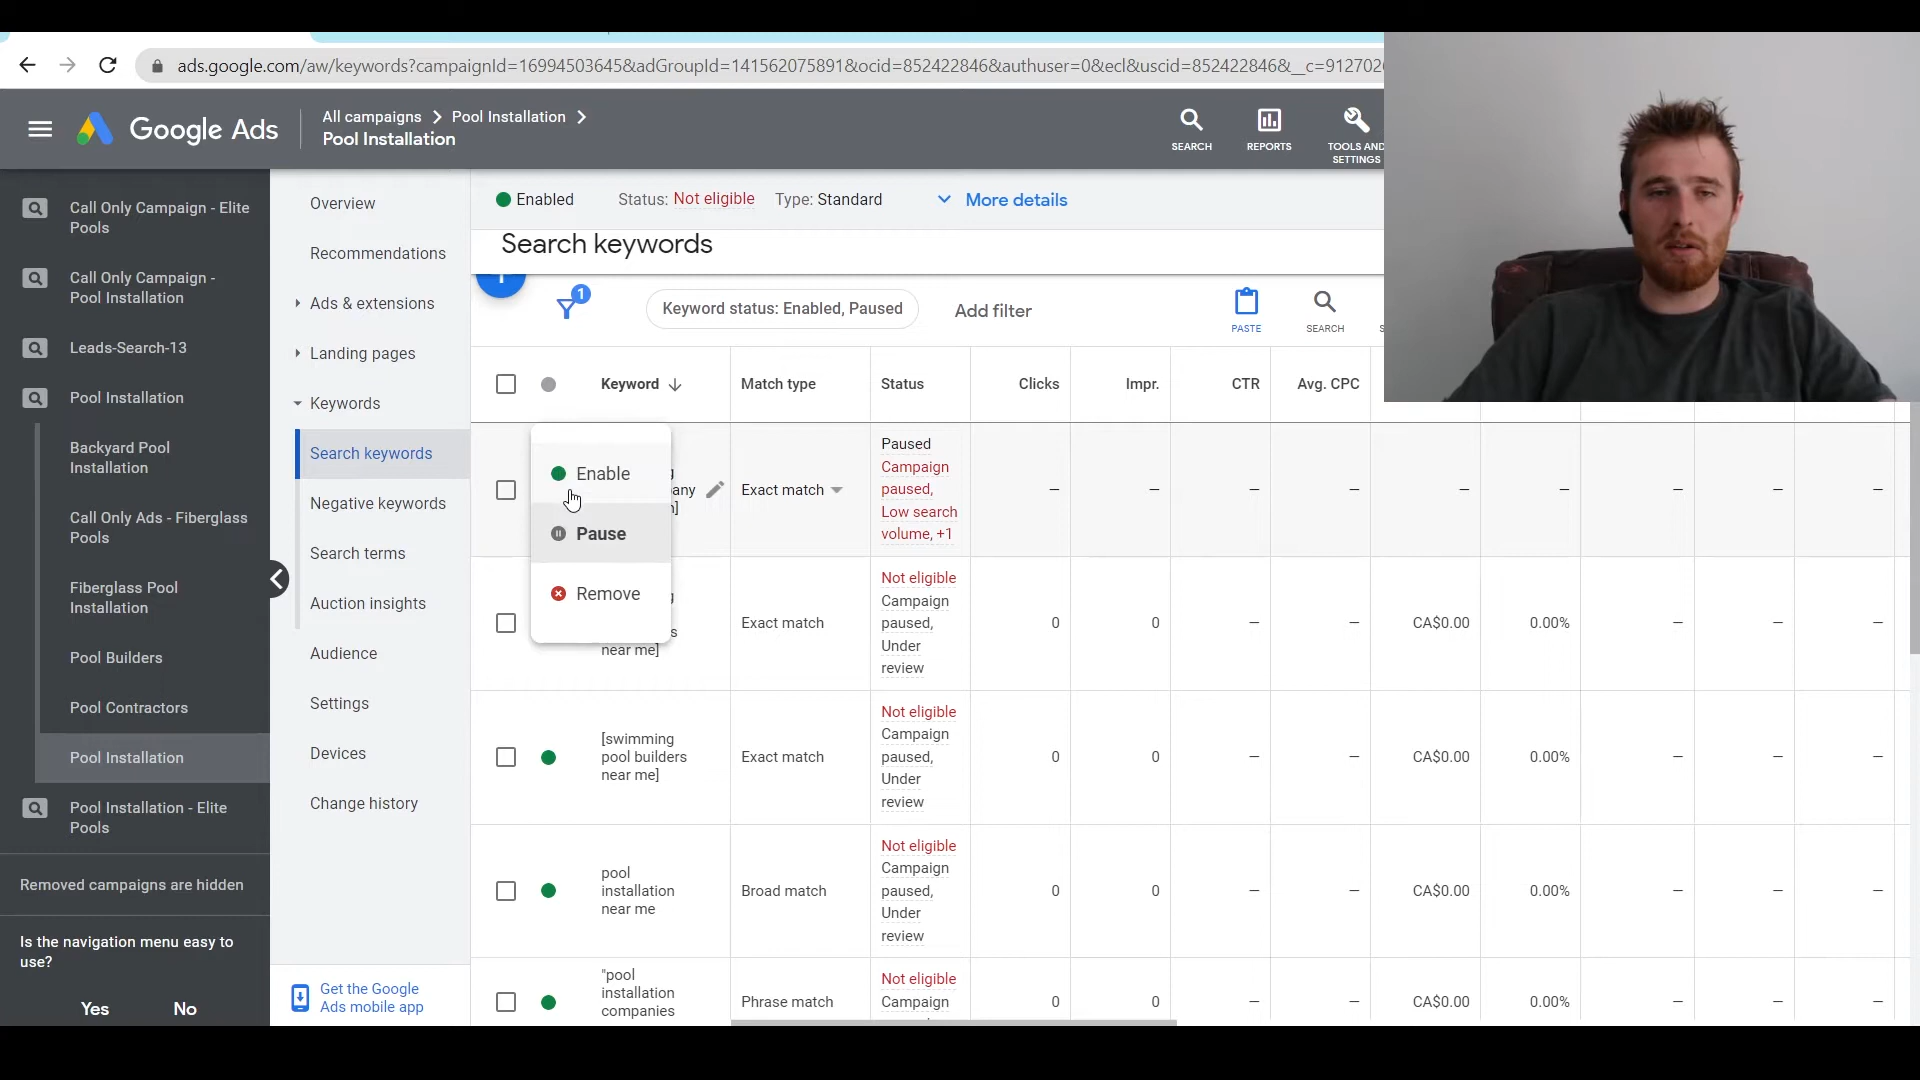 ads.google.com/aw/keywords?campaignId=16994503645&adGroupId=141562075891&ocid=852422846&authuser=0&ecl&uscid=852422846&__c=912702
Google Ads
All campaigns
Pool Installation
Pool Installation
SEARCH
REPORTS
TOOLS AND
SETTINGS
Call Only Campaign - Elite
Pools
Call Only Campaign -
Pool Installation
Leads-Search-13
Pool Installation
Backyard Pool
Installation
Call Only Ads - Fiberglass
Pools
Fiberglass Pool
Installation
Pool Builders
Pool Contractors
Pool Installation
Pool Installation - Elite
Pools
Removed campaigns are hidden
Is the navigation menu easy to
use?
Yes
No
Overview
Recommendations
Ads & extensions
Landing pages
Keywords
Search keywords
Negative keywords
Search terms
Auction insights
Audience
Settings
Devices
Change history
Get the Google
Ads mobile app
Enabled
Status: Not eligible
Type: Standard
More details
Search keywords
1
Keyword status: Enabled, Paused
Add filter
PASTE
SEARCH
Keyword
Match type
Status
Clicks
Impr.
CTR
Avg. CPC
Enable
Pause
Remove
Exact match
Paused
Campaign
paused,
Low search
volume, +1
–
–
–
–
–
–
–
–
–
near me]
Exact match
Not eligible
Campaign
paused,
Under
review
0
0
–
–
CA$0.00
0.00%
–
–
–
[swimming
pool builders
near me]
Exact match
Not eligible
Campaign
paused,
Under
review
0
0
–
–
CA$0.00
0.00%
–
–
–
pool
installation
near me
Broad match
Not eligible
Campaign
paused,
Under
review
0
0
–
–
CA$0.00
0.00%
–
–
–
"pool
installation
companies
Phrase match
Not eligible
Campaign
0
0
–
–
CA$0.00
0.00%
–
–
–